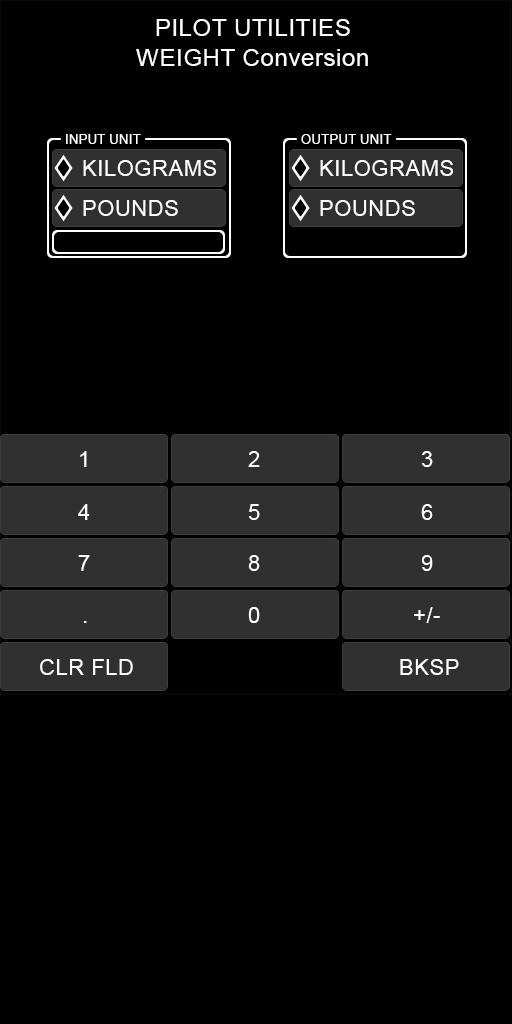 PILOT UTILITIES
WEIGHT Conversion
INPUT UNIT
KILOGRAMS
POUNDS
OUTPUT UNIT
KILOGRAMS
POUNDS
1 2 3
4 5 6
7 8 9
. 0 +/-
CLR FLD BKSP